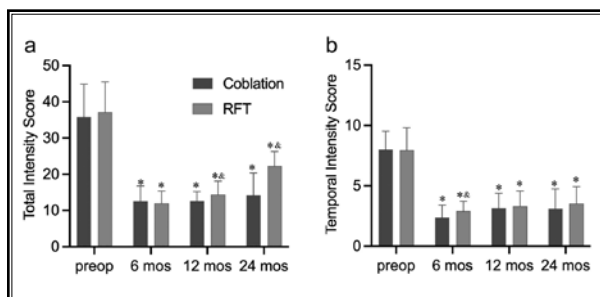 a
Total Intensity Score
50
40
30
20
10
0
Coblation
RFT
*
*
*
*&
*
*&
preop
6 mos
12 mos
24 mos
b
Temporal Intensity Score
15
10
5
0
*
*&
*
*
*
*
preop
6 mos
12 mos
24 mos